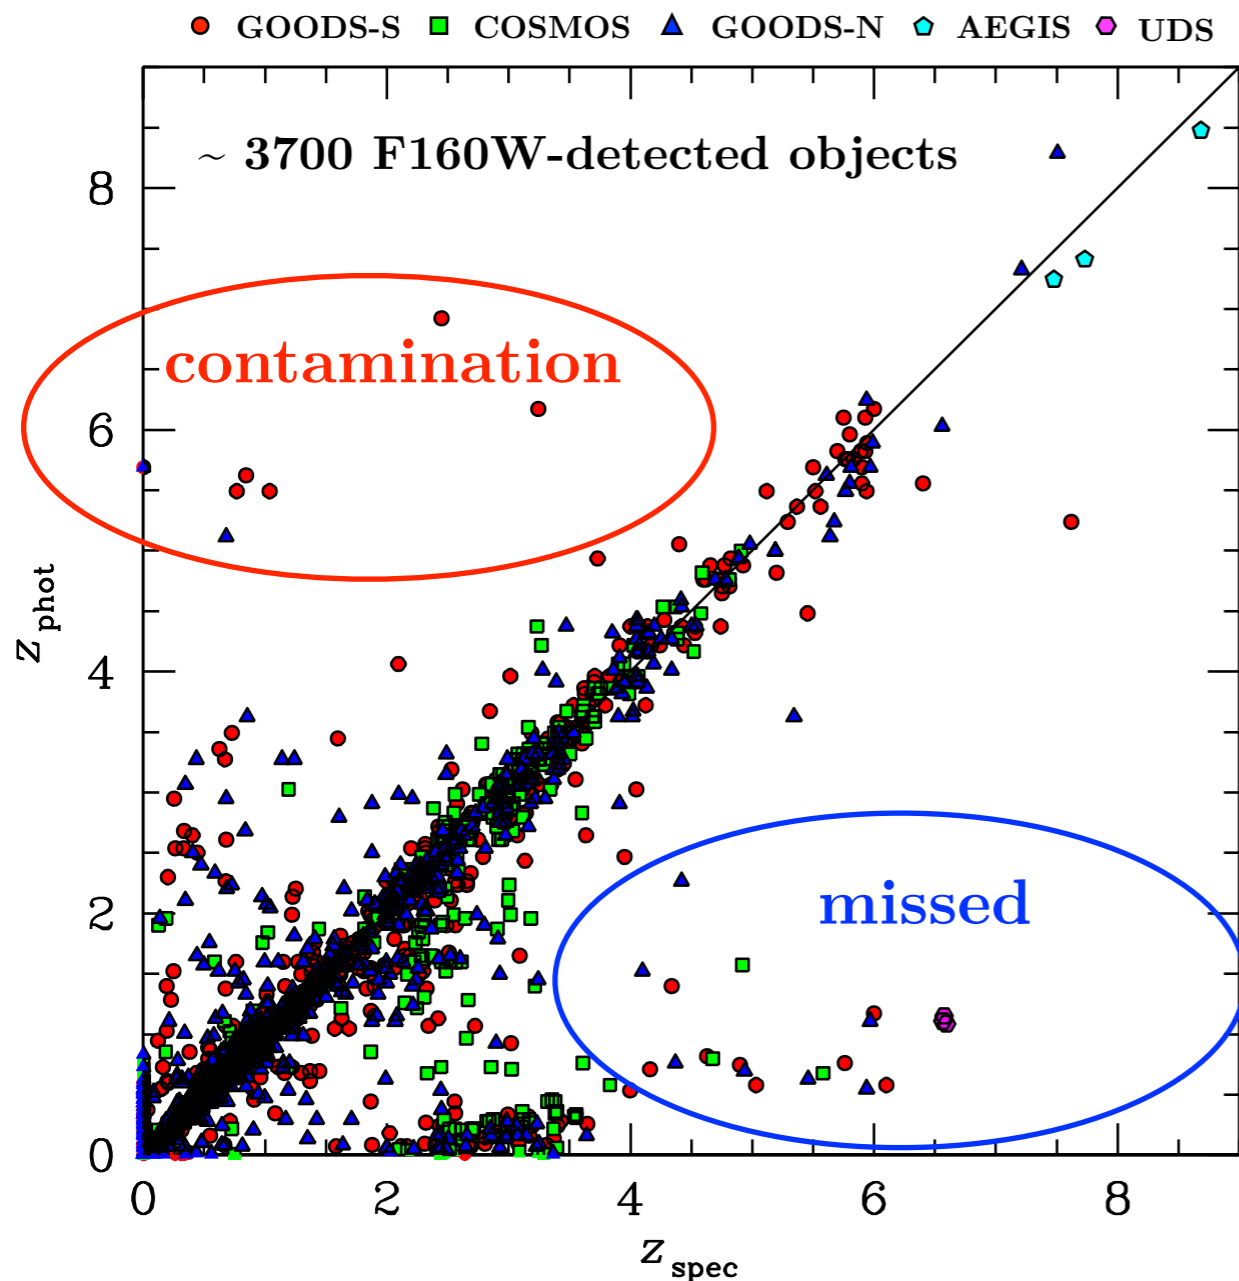 GOODS-S COSMOS GOODS-N AEGIS UDS
~ 3700 F160W-detected objects
8
contamination
6
z phot
4
missed
2
0
0 2 4 6 8
z spec